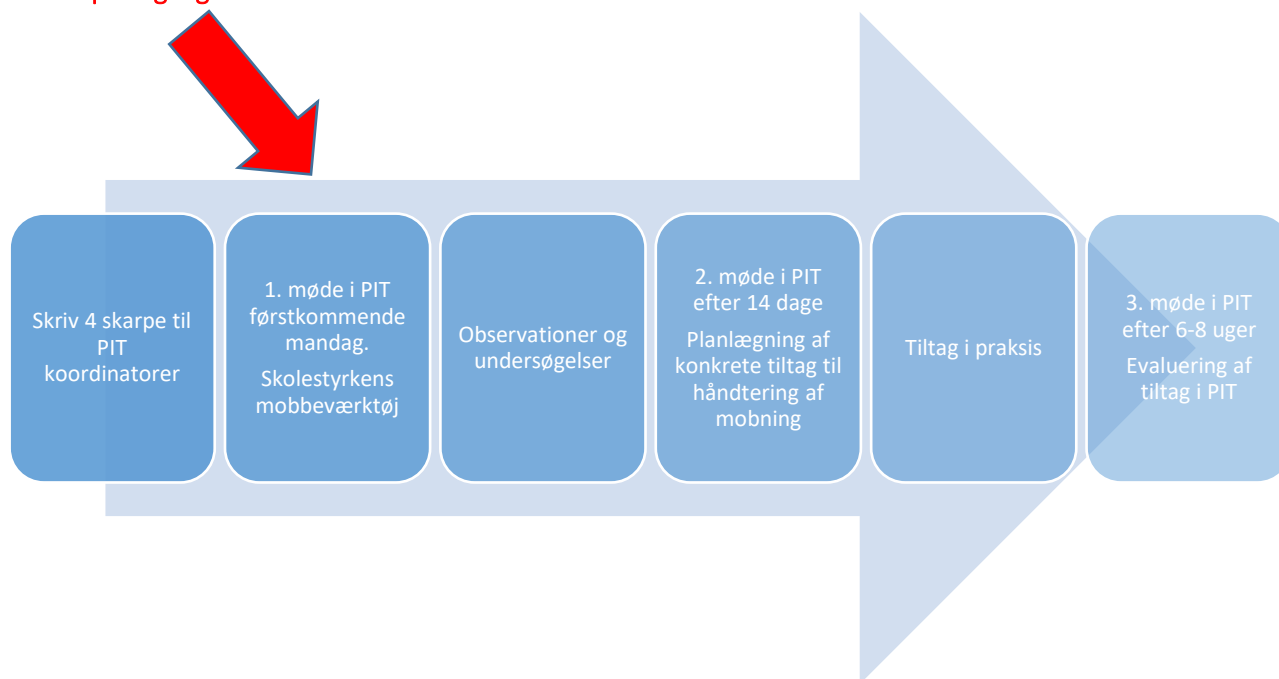 Skriv 4 skarpe til
PIT
koordinatorer
1. møde i PIT
førstkommende
mandag.
Skolestyrkens
mobbeværktøj
Observationer og
undersøgelser
2. møde i PIT
efter 14 dage
Planlægning af
konkrete tiltag til
håndtering af
mobning
Tiltag i praksis
3. møde i PIT
efter 6-8 uger
Evaluering af
tiltag i PIT